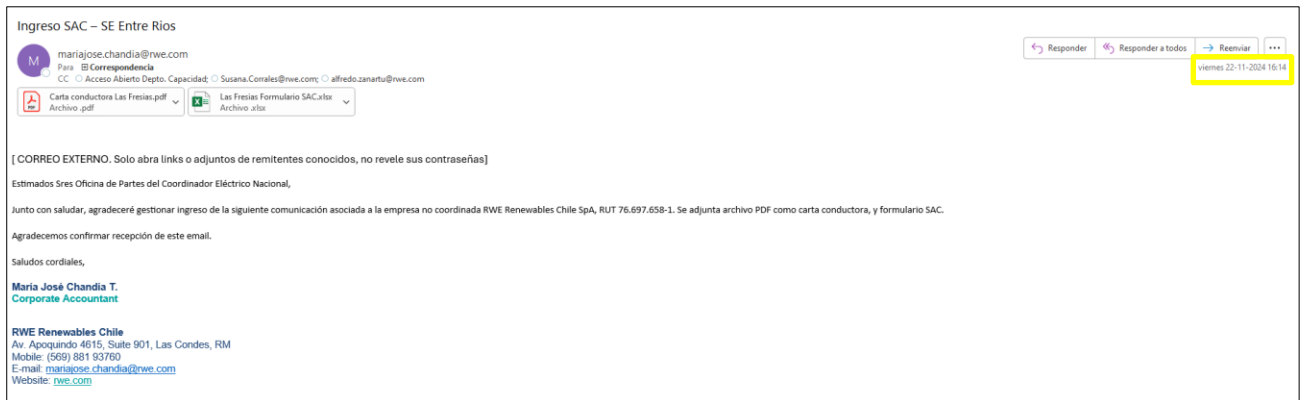 Ingreso SAC – SE Entre Rios
M
mariajose.chandia@rwe.com
Para Correspondencia
CC Acceso Abierto Depto. Capacidad; Susana.Corrales@rwe.com; alfredo.zanartu@rwe.com
Responder Responder a todos Reenviar ...
viernes 22-11-2024 16:14
Carta conductora Las Fresias.pdf
Archivo .pdf
Las Fresias Formulario SAC.xlsx
Archivo .xlsx
[ CORREO EXTERNO. Solo abra links o adjuntos de remitentes conocidos, no revele sus contraseñas]
Estimados Sres Oficina de Partes del Coordinador Eléctrico Nacional,
Junto con saludar, agradeceré gestionar ingreso de la siguiente comunicación asociada a la empresa no coordinada RWE Renewables Chile SpA, RUT 76.697.658-1. Se adjunta archivo PDF como carta conductora, y formulario SAC.
Agradecemos confirmar recepción de este email.
Saludos cordiales,
María José Chandía T.
Corporate Accountant
RWE Renewables Chile
Av. Apoquindo 4615, Suite 901, Las Condes, RM
Mobile: (569) 881 93760
E-mail: mariajose.chandia@rwe.com
Website: rwe.com